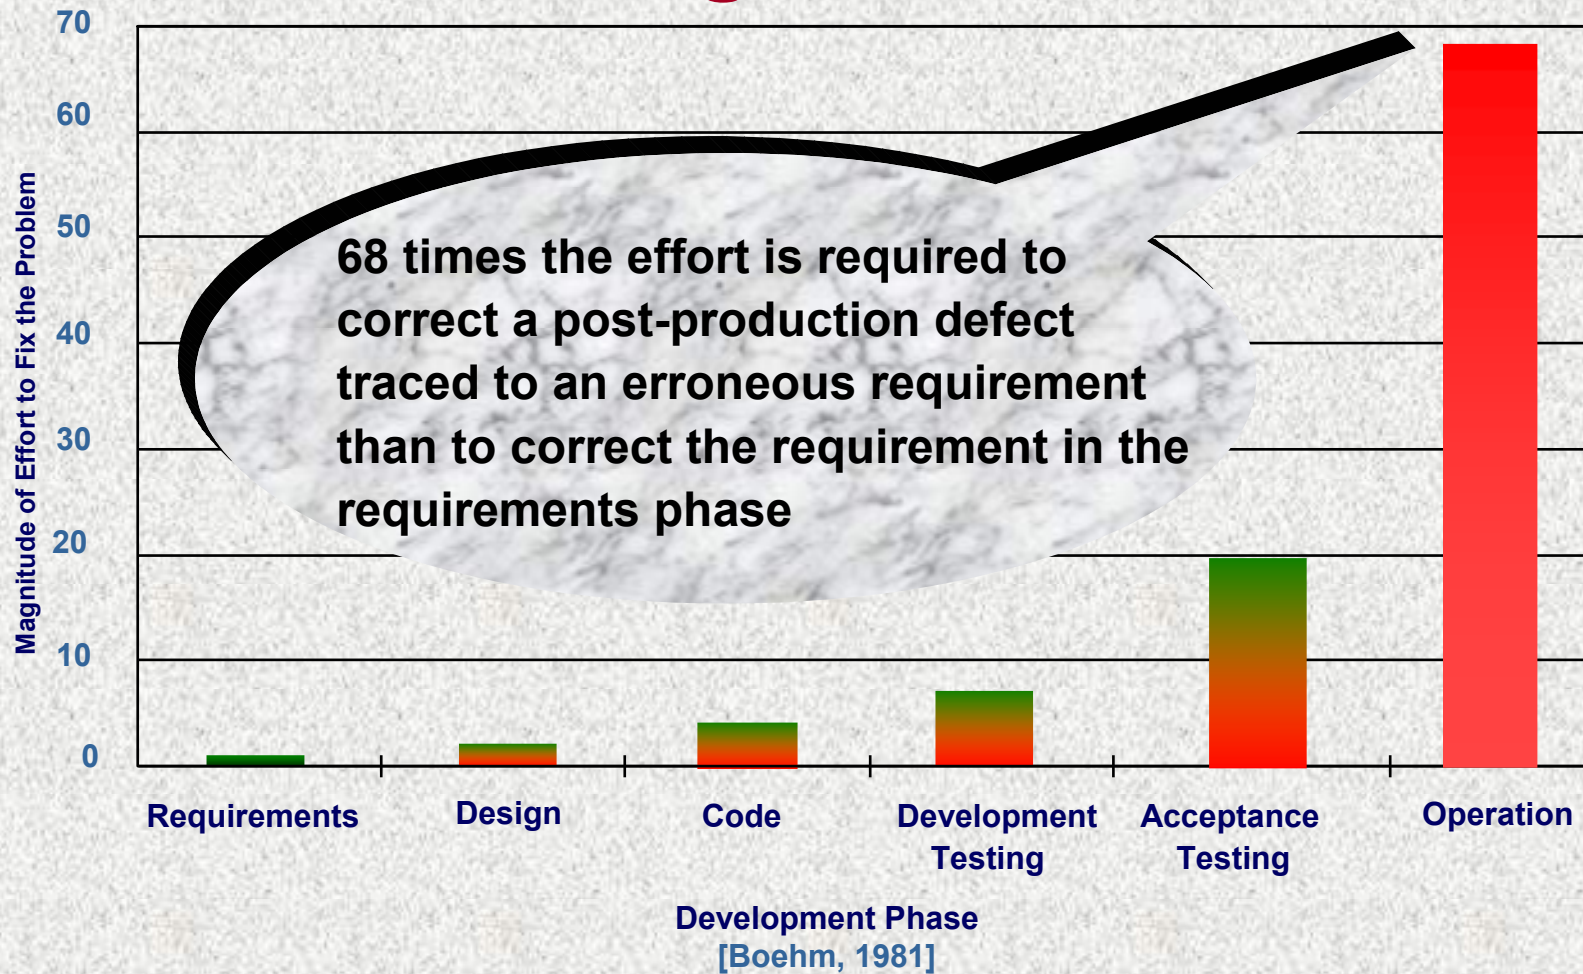 70
60
50
40
30
20
10
0
Magnitude of Effort to Fix the Problem
68 times the effort is required to
correct a post-production defect
traced to an erroneous requirement
than to correct the requirement in the
requirements phase
Requirements
Design
Code
Development
Testing
Acceptance
Testing
Operation
Development Phase
[Boehm, 1981]